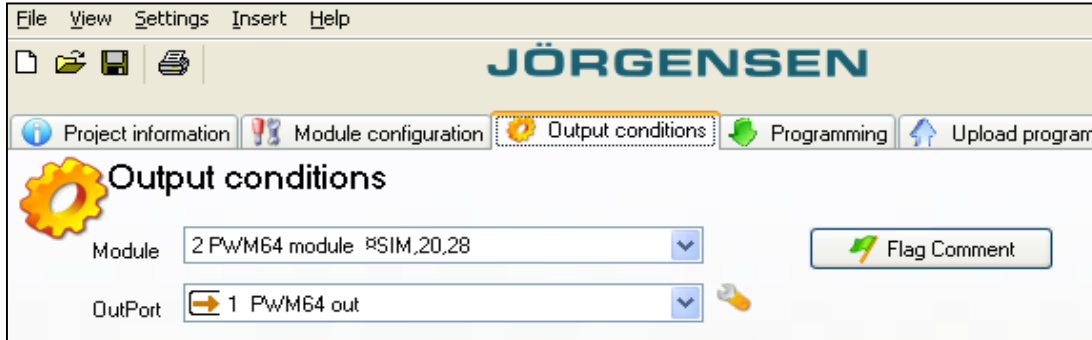 File View Settings Insert Help
JÖRGENSEN
Project information Module configuration Output conditions Programming Upload program
Output conditions
Module 2 PWM64 module ¤SIM,20,28 Flag Comment
OutPort 1 PWM64 out